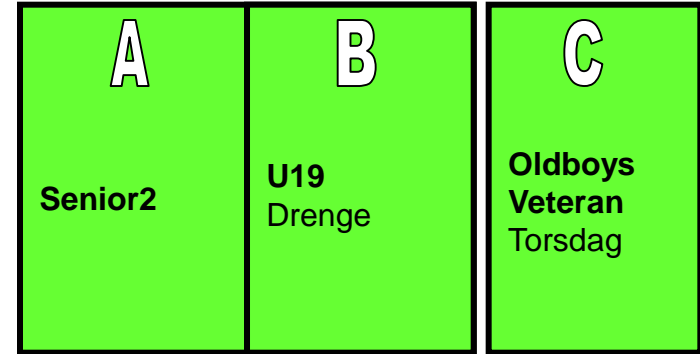 A
Senior2
B
U19
Drenge
C
Oldboys
Veteran
Torsdag